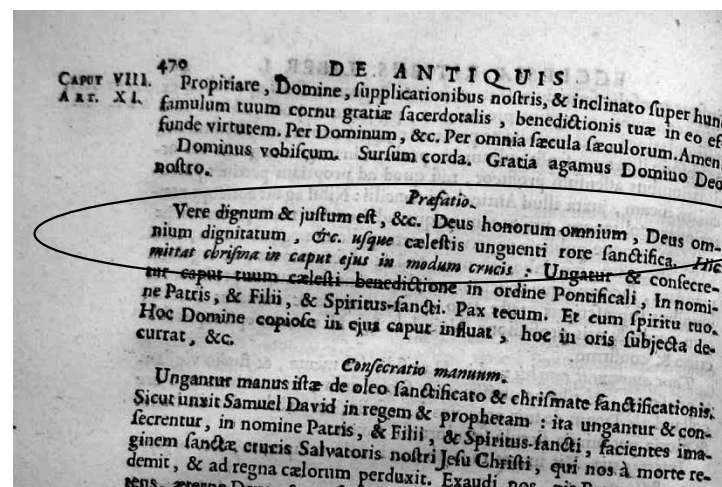 470 DE ANTIQUIS
CAPUT VIII.
ART. XI.
Propitiare, Domine, ſupplicationibus noſtris, & inclinato ſuper hun
famulum tuum cornu gratiæ ſacerdotalis, benedictionis tuæ in eo ef-
funde virtutem. Per Dominum, &c. Per omnia ſæcula ſæculorum. Amen.
Dominus vobiſcum. Surſum corda. Gratia agamus Domino Deo
noſtro.
Præfatio.
Vere dignum & juſtum eſt, &c. Deus honorum omnium, Deus om-
nium dignitatum, &c. uſque cæleſtis unguenti rore ſanctifica. Hic
mittat chriſma in caput ejus in modum crucis: Ungatur & conſecre-
tur caput tuum cæleſti benedictione in ordine Pontificali, In nomi-
ne Patris, & Filii, & Spiritus-ſancti. Pax tecum. Et cum ſpiritu tuo.
Hoc Domine copioſe in ejus caput influat, hoc in oris ſubjecta de-
currat, &c.
Conſecratio manuum.
Ungantur manus iſtæ de oleo ſanctificato & chriſmate ſanctificationis.
Sicut unxit Samuel David in regem & prophetam: ita ungantur & con-
ſecrentur, in nomine Patris, & Filii, & Spiritus-ſancti, facientes ima-
ginem ſanctæ crucis Salvatoris noſtri Jeſu Chriſti, qui nos à morte re-
demit, & ad regna cælorum perduxit. Exaudi nos